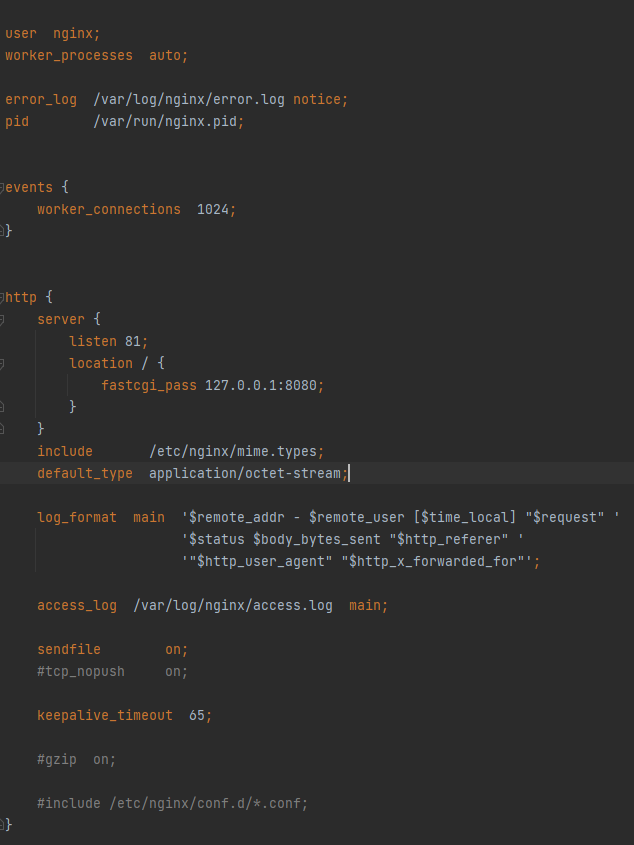 user  nginx;
worker_processes  auto;
error_log  /var/log/nginx/error.log notice;
pid        /var/run/nginx.pid;
events {
    worker_connections  1024;
}
http {
    server {
        listen 81;
        location / {
            fastcgi_pass 127.0.0.1:8080;
        }
    }
    include       /etc/nginx/mime.types;
    default_type  application/octet-stream;
    log_format  main  '$remote_addr - $remote_user [$time_local] "$request" '
                      '$status $body_bytes_sent "$http_referer" '
                      '"$http_user_agent" "$http_x_forwarded_for"';
    access_log  /var/log/nginx/access.log  main;
    sendfile        on;
    #tcp_nopush     on;
    keepalive_timeout  65;
    #gzip  on;
    #include /etc/nginx/conf.d/*.conf;
}